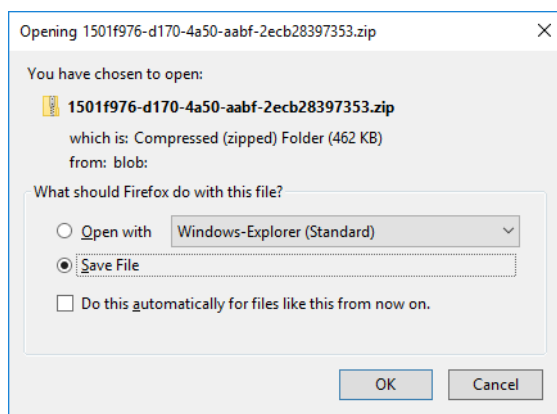 Opening 1501f976-d170-4a50-aabf-2ecb28397353.zip
You have chosen to open:
1501f976-d170-4a50-aabf-2ecb28397353.zip
which is: Compressed (zipped) Folder (462 KB)
from: blob:
What should Firefox do with this file?
Open with Windows-Explorer (Standard)
Save File
Do this automatically for files like this from now on.
OK Cancel